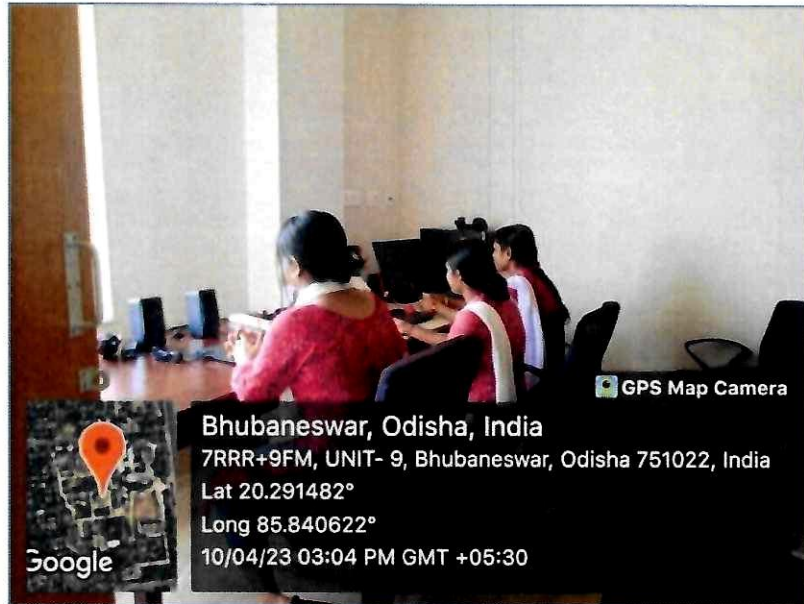 GPS Map Camera
Bhubaneswar, Odisha, India
7RRR+9FM, UNIT- 9, Bhubaneswar, Odisha 751022, India
Lat 20.291482°
Long 85.840622°
10/04/23 03:04 PM GMT +05:30
Google